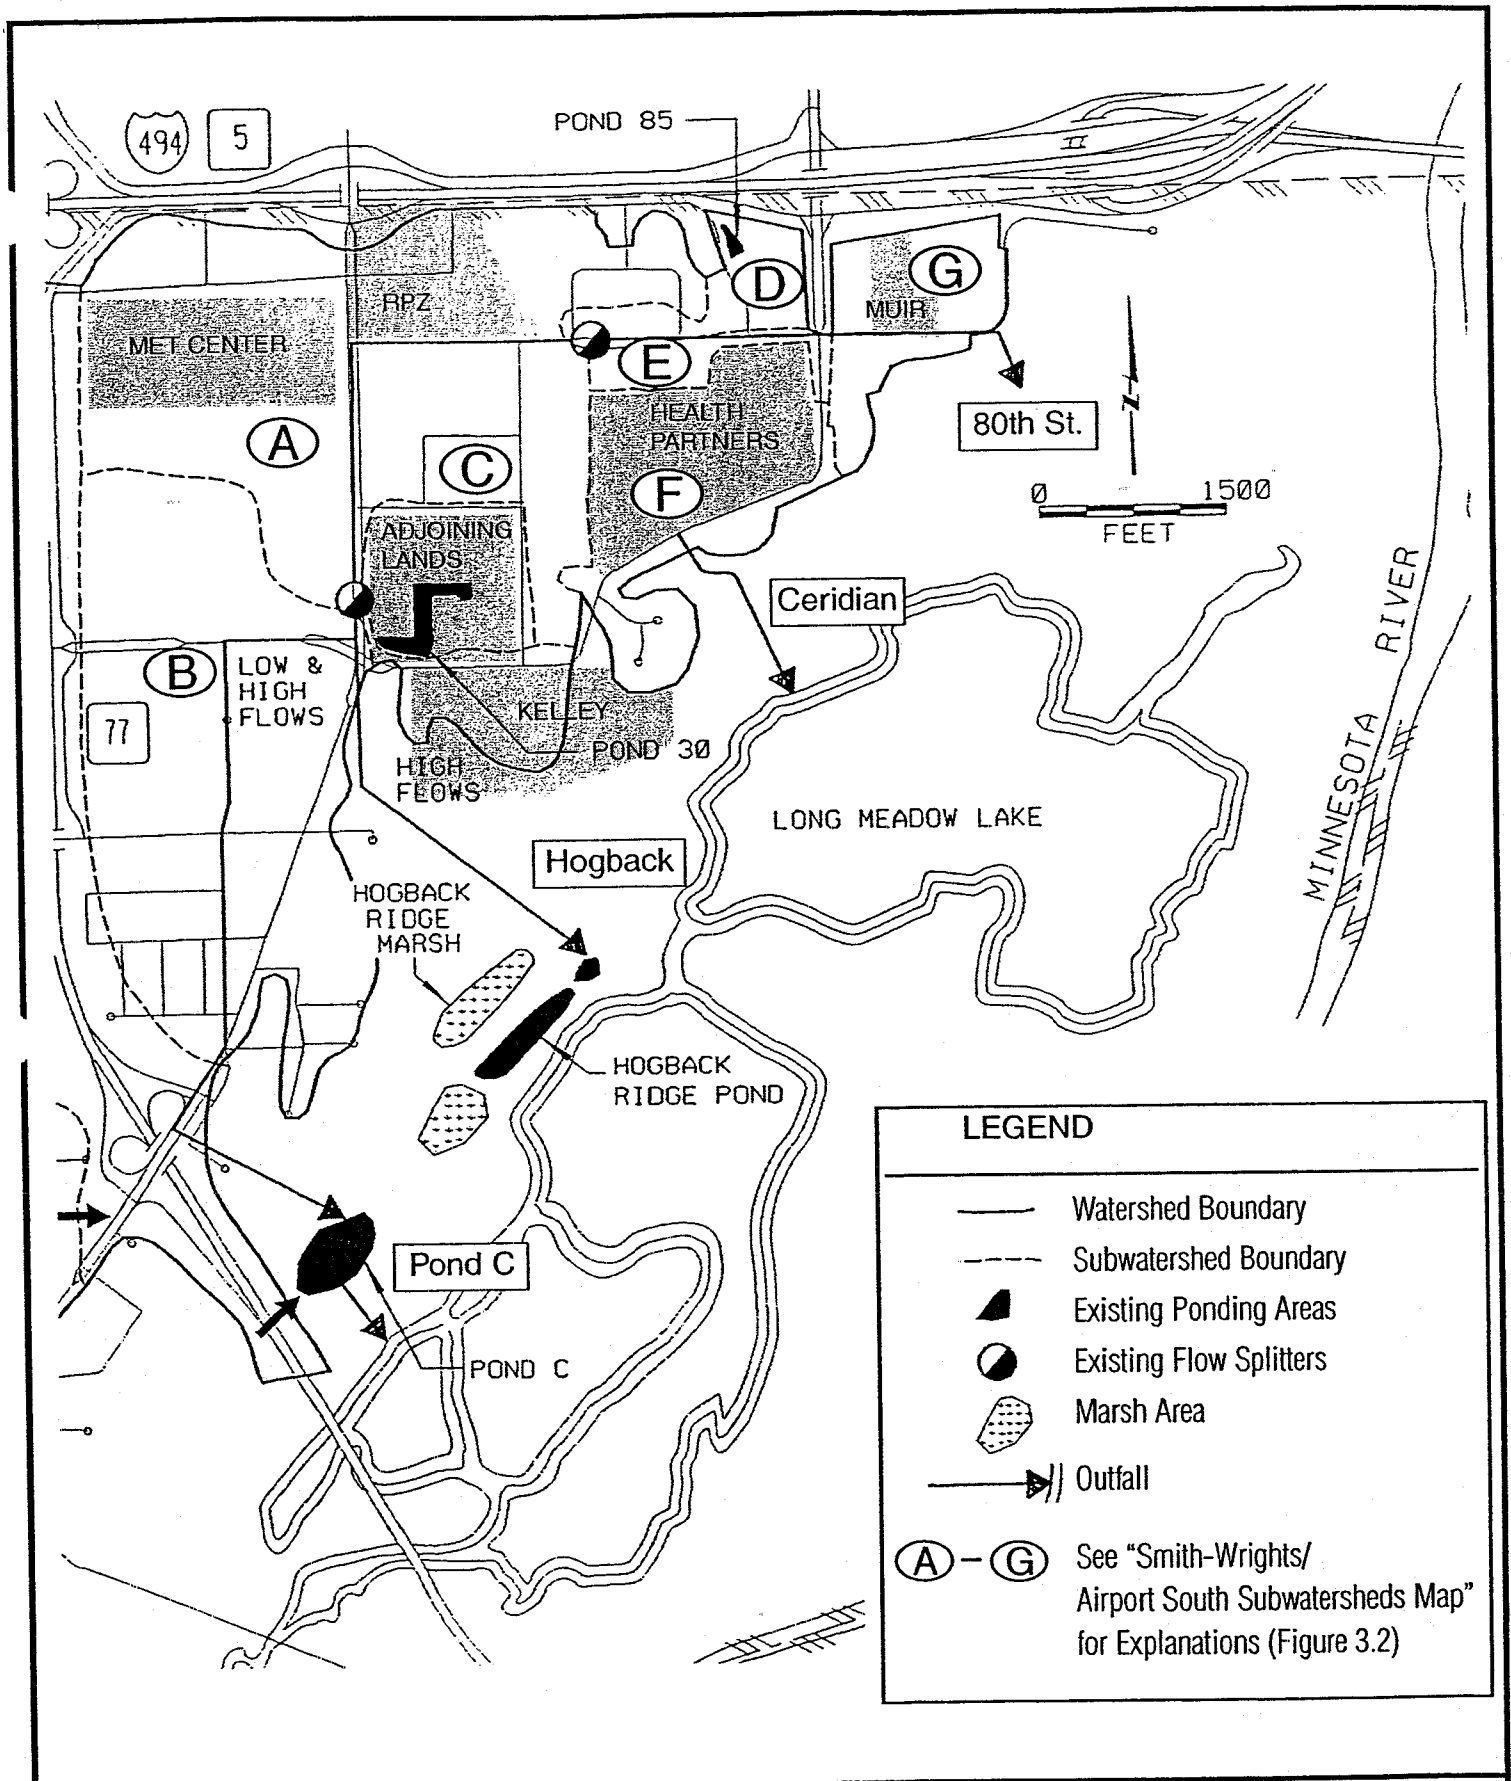 494
5
POND 85
D
G
RPZ
MUIR
MET CENTER
E
HEALTH
PARTNERS
80th St.
A
C
F
0 1500
FEET
ADJOINING
LANDS
Ceridian
MINNESOTA RIVER
B
LOW &
HIGH
FLOWS
77
KELLEY
POND 30
HIGH
FLOWS
LONG MEADOW LAKE
Hogback
HOGBACK
RIDGE
MARSH
HOGBACK
RIDGE POND
Pond C
POND C
LEGEND
Watershed Boundary
Subwatershed Boundary
Existing Ponding Areas
Existing Flow Splitters
Marsh Area
Outfall
A - G See "Smith-Wrights/
Airport South Subwatersheds Map"
for Explanations (Figure 3.2)